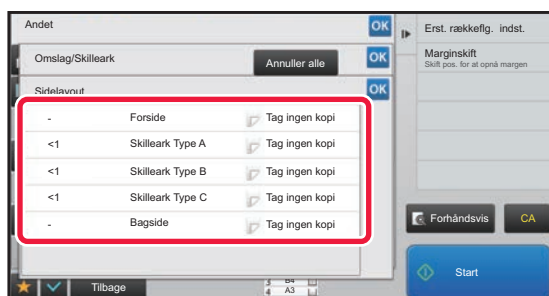 Andet
OK
Omslag/Skilleark
Annuller alle
OK
Sidelayout
OK
- Forside Tag ingen kopi
<1 Skilleark Type A Tag ingen kopi
<1 Skilleark Type B Tag ingen kopi
<1 Skilleark Type C Tag ingen kopi
- Bagside Tag ingen kopi
Tilbage
3 B4
4 A3
Erst. rækkeflg. indst.
Marginskift
Skift pos. for at opnå margen
Forhåndsvis
CA
Start